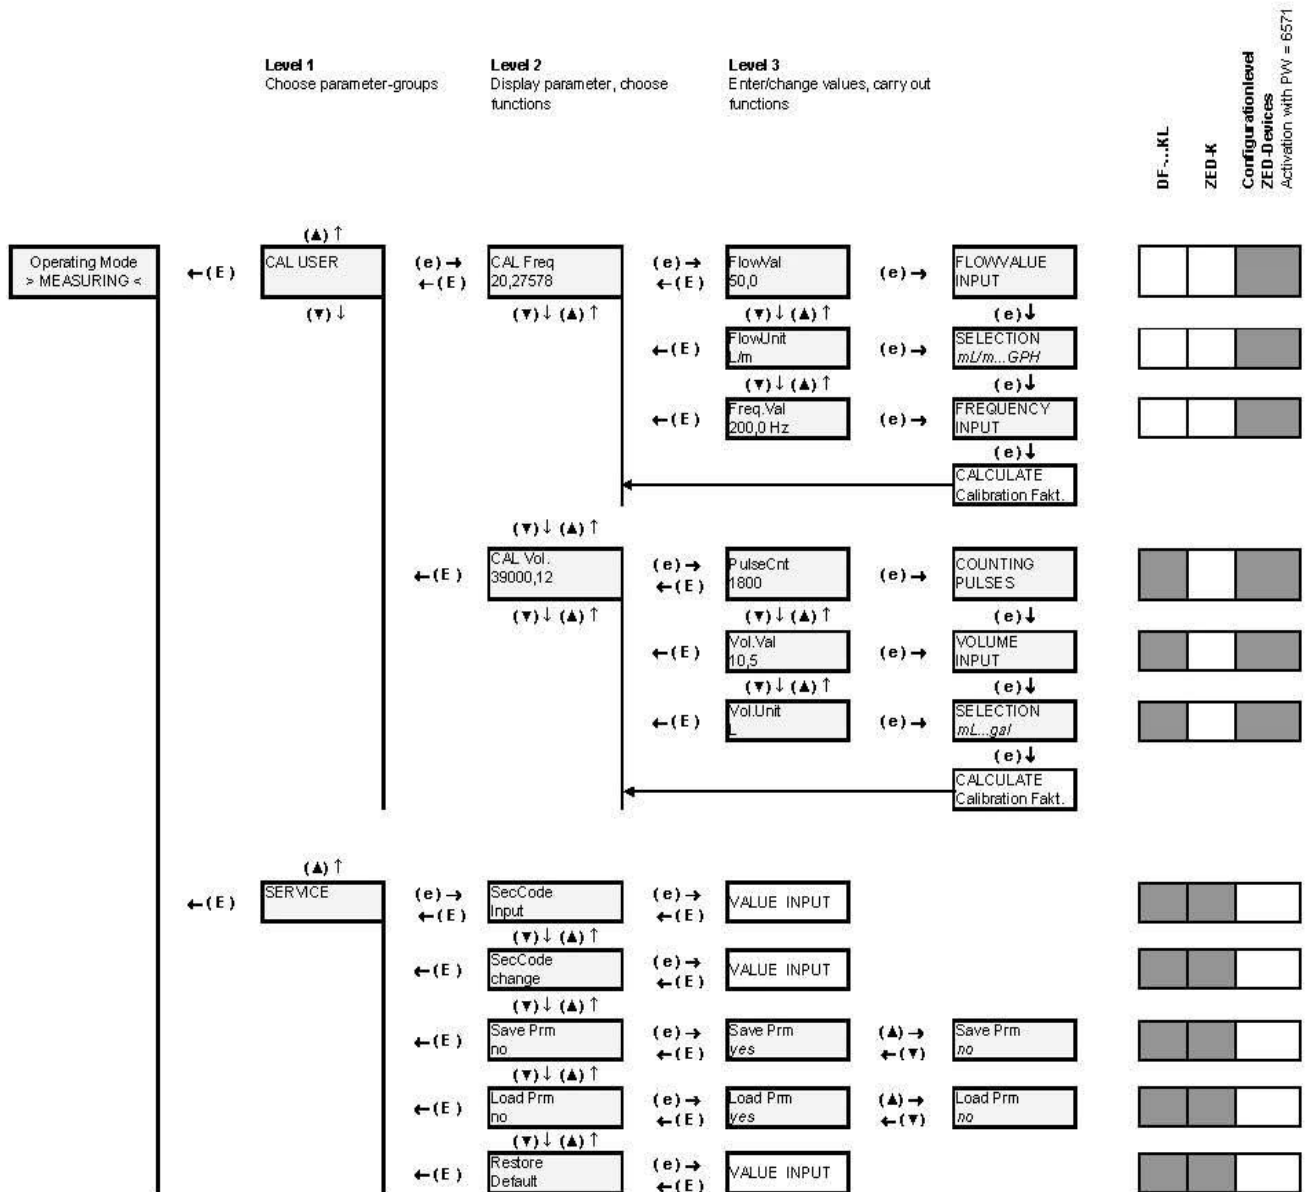 Level 1
Choose parameter-groups
Level 2
Display parameter, choose
functions
Level 3
Enter/change values, carry out
functions
DF-...KL
ZED-K
Configurationlevel
ZED-Devices
Activation with PW = 6571
(▲) ↑
Operating Mode
> MEASURING <
←(E)
CAL USER
(e)→
←(E)
CAL Freq
20,27578
(e)→
←(E)
FlowVal
50,0
(e)→
FLOWVALUE
INPUT
(▼) ↓
(▼)↓ (▲) ↑
(▼)↓ (▲) ↑
(e)↓
←(E)
FlowUnit
L/m
(e)→
SELECTION
mL/m...GPH
(▼)↓ (▲) ↑
(e)↓
←(E)
Freq.Val
200,0 Hz
(e)→
FREQUENCY
INPUT
(e)↓
CALCULATE
Calibration Fakt.
(▼)↓ (▲) ↑
←(E)
CAL Vol.
39000,12
(e)→
←(E)
PulseCnt
1800
(e)→
COUNTING
PULSES
(▼)↓ (▲) ↑
(▼)↓ (▲) ↑
(e)↓
←(E)
Vol.Val
10,5
(e)→
VOLUME
INPUT
(▼)↓ (▲) ↑
(e)↓
←(E)
Vol.Unit
L
(e)→
SELECTION
mL...gal
(e)↓
CALCULATE
Calibration Fakt.
(▲) ↑
←(E)
SERVICE
(e)→
←(E)
SecCode
Input
(e)→
←(E)
VALUE INPUT
(▼)↓ (▲) ↑
←(E)
SecCode
change
(e)→
←(E)
VALUE INPUT
(▼)↓ (▲) ↑
←(E)
Save Prm
no
(e)→
←(E)
Save Prm
yes
(▲)→
←(▼)
Save Prm
no
(▼)↓ (▲) ↑
←(E)
Load Prm
no
(e)→
←(E)
Load Prm
yes
(▲)→
←(▼)
Load Prm
no
(▼)↓ (▲) ↑
←(E)
Restore
Default
(e)→
←(E)
VALUE INPUT